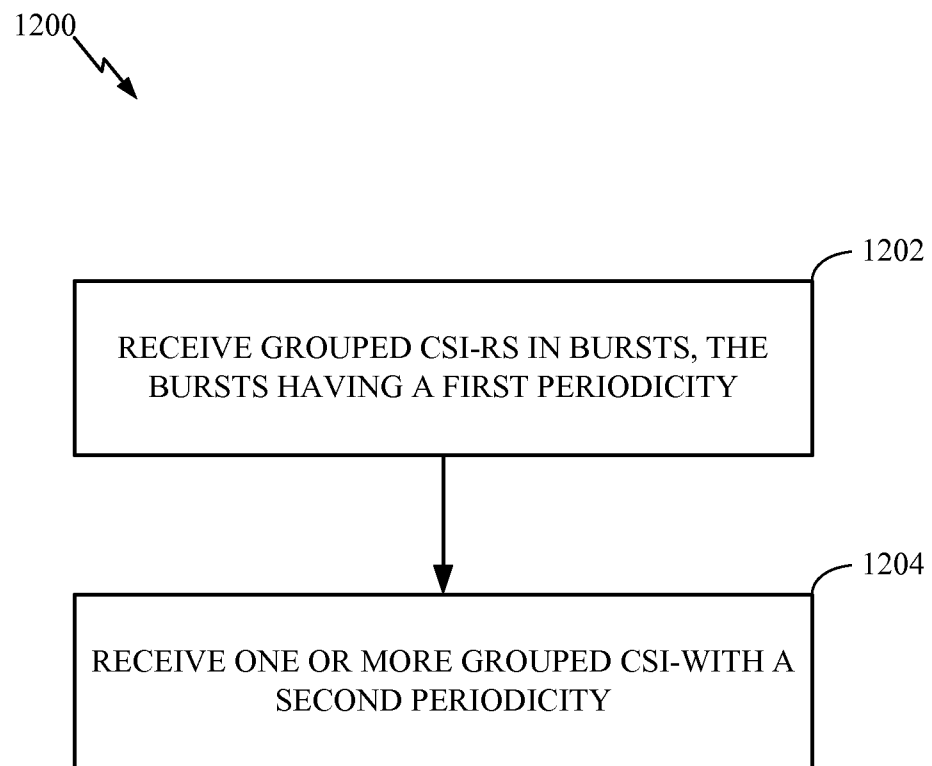 1200
1202
RECEIVE GROUPED CSI-RS IN BURSTS, THE
BURSTS HAVING A FIRST PERIODICITY
1204
RECEIVE ONE OR MORE GROUPED CSI-WITH A
SECOND PERIODICITY